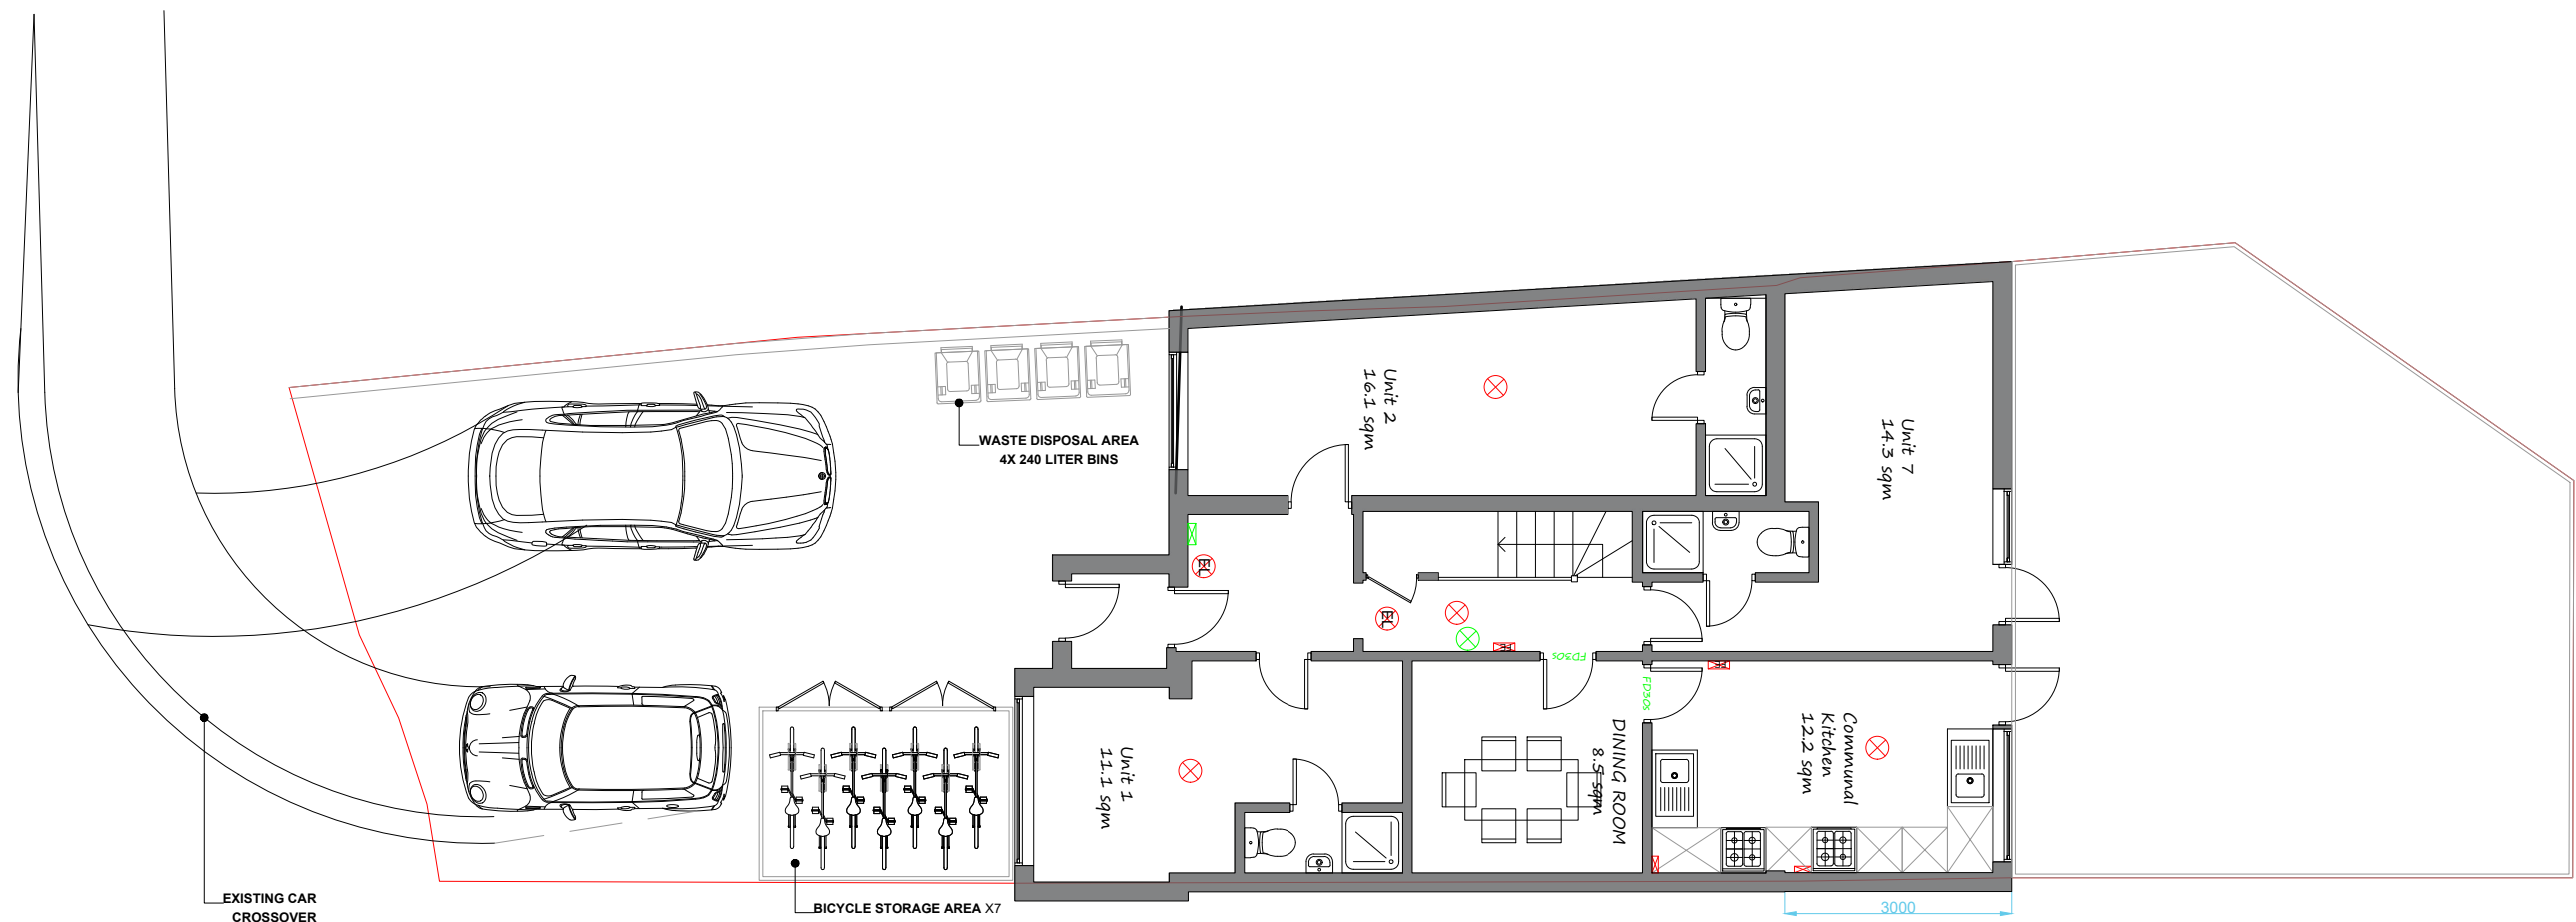 WASTE DISPOSAL AREA
4X 240 LITER BINS
Unit 2
16.1 sqm
Unit 7
14.3 sqm
EL
EL
FD30s
FD30s
Unit 1
11.1 sqm
DINING ROOM
8.5 sqm
Communal
Kitchen
12.2 sqm
EXISTING CAR
CROSSOVER
BICYCLE STORAGE AREA X7
3000